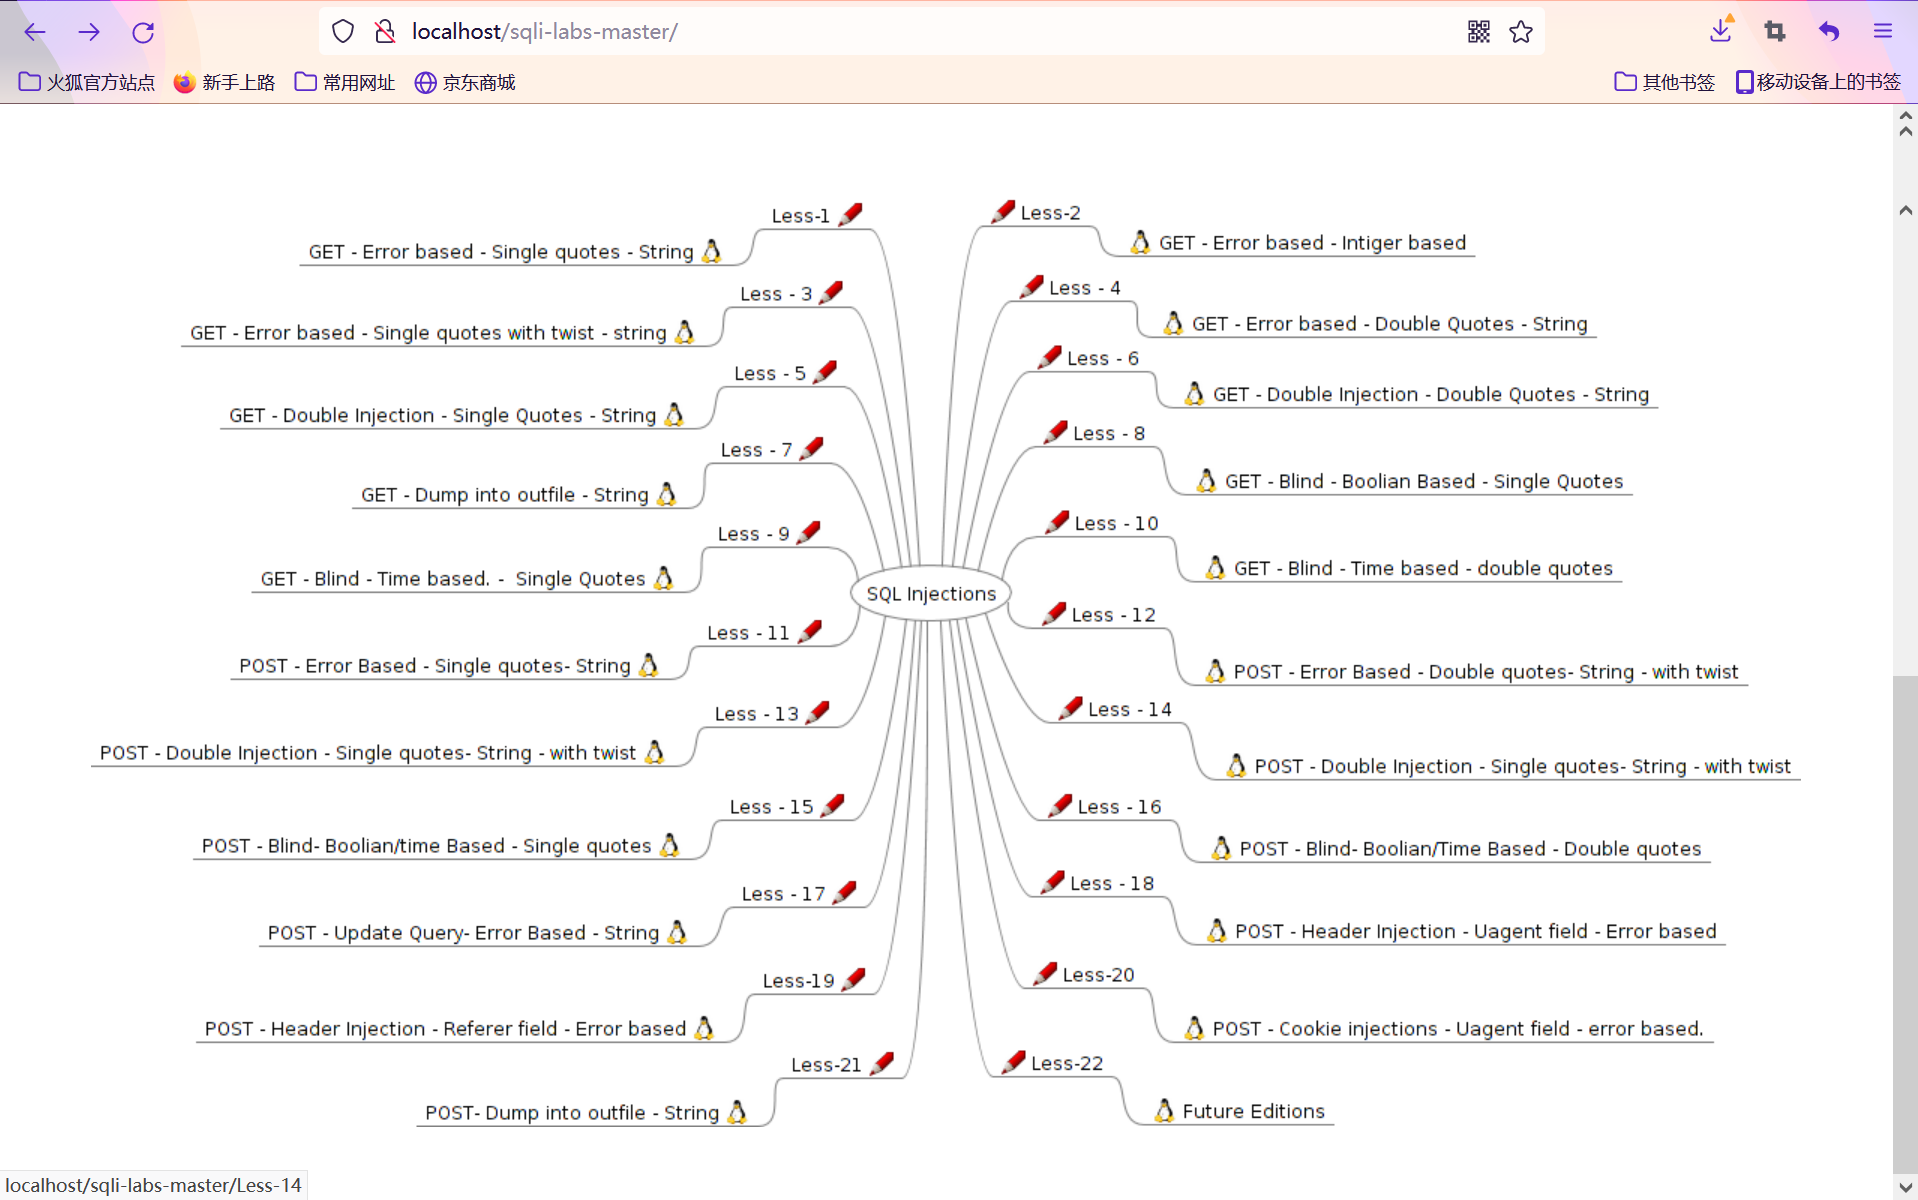 localhost/sqli-labs-master/
火狐官方站点 新手上路 常用网址 京东商城 其他书签 移动设备上的书签
Less-1
GET - Error based - Single quotes - String
Less - 3
GET - Error based - Single quotes with twist - string
Less - 5
GET - Double Injection - Single Quotes - String
Less - 7
GET - Dump into outfile - String
Less - 9
GET - Blind - Time based. - Single Quotes
Less - 11
POST - Error Based - Single quotes- String
Less - 13
POST - Double Injection - Single quotes- String - with twist
Less - 15
POST - Blind- Boolian/time Based - Single quotes
Less - 17
POST - Update Query- Error Based - String
Less-19
POST - Header Injection - Referer field - Error based
Less-21
POST- Dump into outfile - String
SQL Injections
Less-2
GET - Error based - Intiger based
Less - 4
GET - Error based - Double Quotes - String
Less - 6
GET - Double Injection - Double Quotes - String
Less - 8
GET - Blind - Boolian Based - Single Quotes
Less - 10
GET - Blind - Time based - double quotes
Less - 12
POST - Error Based - Double quotes- String - with twist
Less - 14
POST - Double Injection - Single quotes- String - with twist
Less - 16
POST - Blind- Boolian/Time Based - Double quotes
Less - 18
POST - Header Injection - Uagent field - Error based
Less-20
POST - Cookie injections - Uagent field - error based.
Less-22
Future Editions
localhost/sqli-labs-master/Less-14